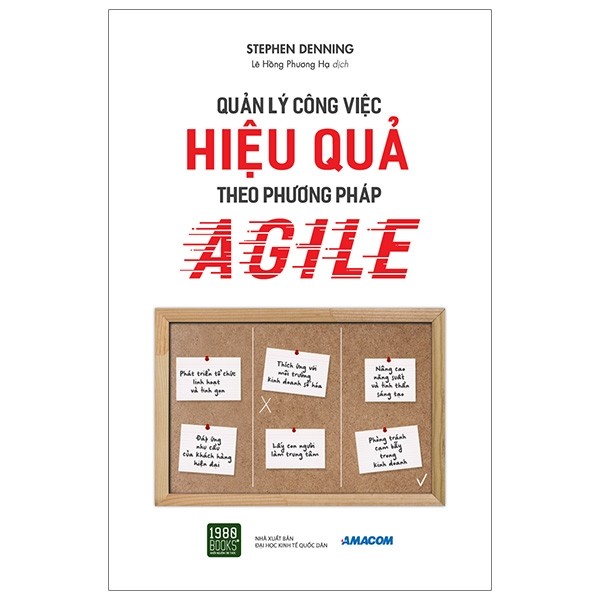 STEPHEN DENNING
Lê Hồng Phương Hạ dịch
QUẢN LÝ CÔNG VIỆC
HIỆU QUẢ
THEO PHƯƠNG PHÁP
AGILE
Phát triển tổ chức
linh hoạt
và tinh gọn
Thích ứng với
môi trường
kinh doanh số hóa
Nâng cao
năng suất
và tinh thần
sáng tạo
X
Đáp ứng
nhu cầu
của khách hàng
hiện đại
Lấy con người
làm trung tâm
Phòng tránh
cạm bẫy
trong
kinh doanh
1980
BOOKS
NHÀ XUẤT BẢN
ĐẠI HỌC KINH TẾ QUỐC DÂN
AMACOM